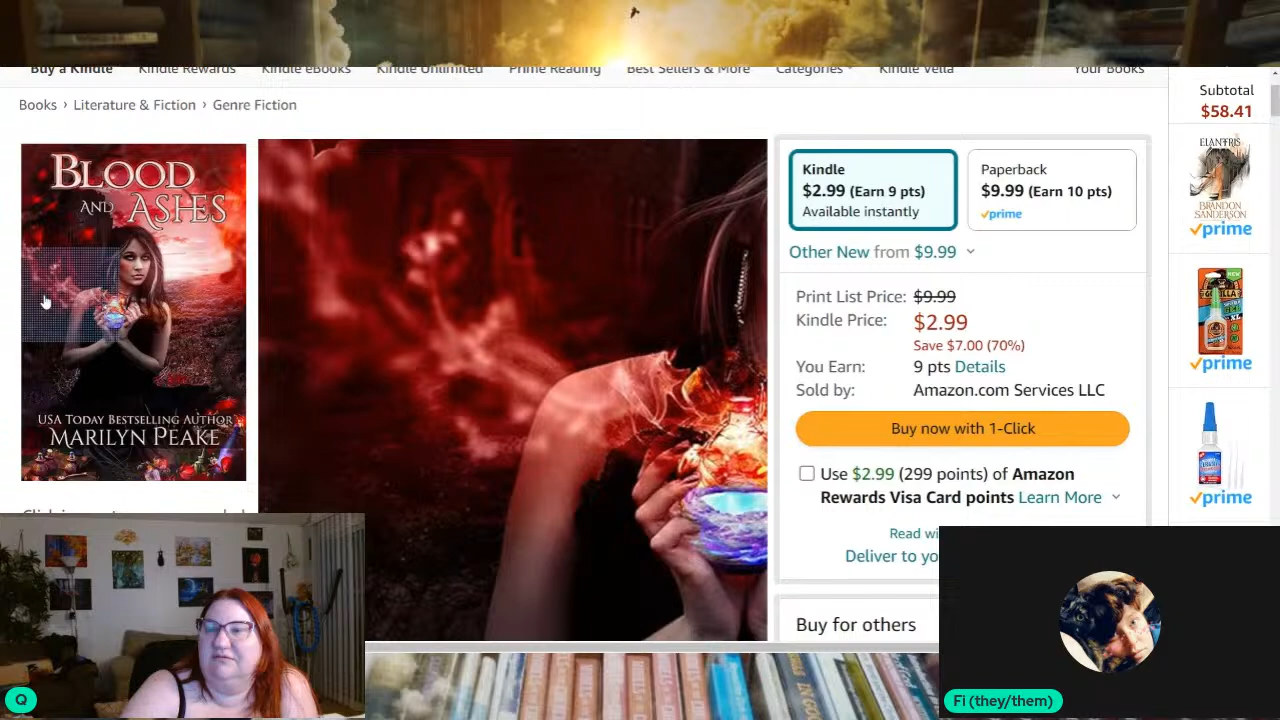 Buy a Kindle Kindle Rewards Kindle eBooks Kindle Unlimited Prime Reading Best Sellers & More Categories Kindle Vella Your Books
Books › Literature & Fiction › Genre Fiction
BLOOD
AND ASHES
USA TODAY BESTSELLING AUTHOR
MARILYN PEAKE
Kindle
$2.99 (Earn 9 pts)
Available instantly
Paperback
$9.99 (Earn 10 pts)
prime
Other New from $9.99
Print List Price: $9.99
Kindle Price: $2.99
Save $7.00 (70%)
You Earn: 9 pts Details
Sold by: Amazon.com Services LLC
Buy now with 1-Click
Use $2.99 (299 points) of Amazon
Rewards Visa Card points Learn More
Read wi
Deliver to yo
Buy for others
Subtotal
$58.41
ELANTRIS
BRANDON
SANDERSON
prime
prime
prime
Q
Fi (they/them)